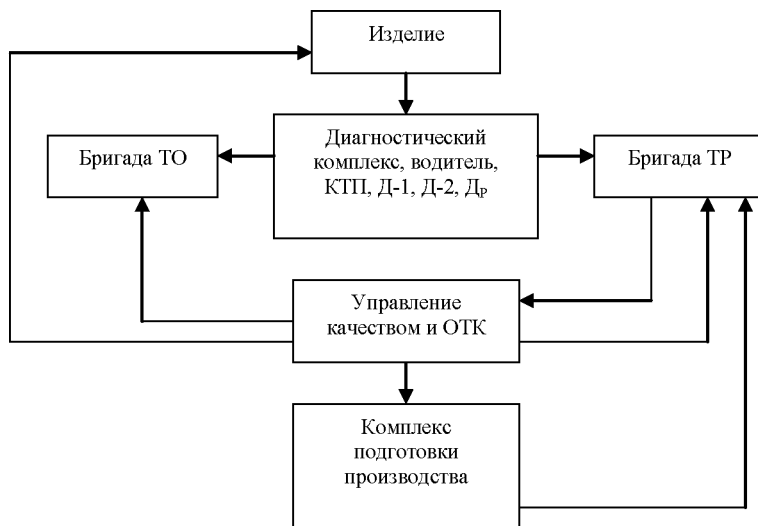 Изделие
Диагностический
комплекс, водитель,
КТП, Д-1, Д-2, Др
Бригада ТО
Бригада ТР
Управление
качеством и ОТК
Комплекс
подготовки
производства